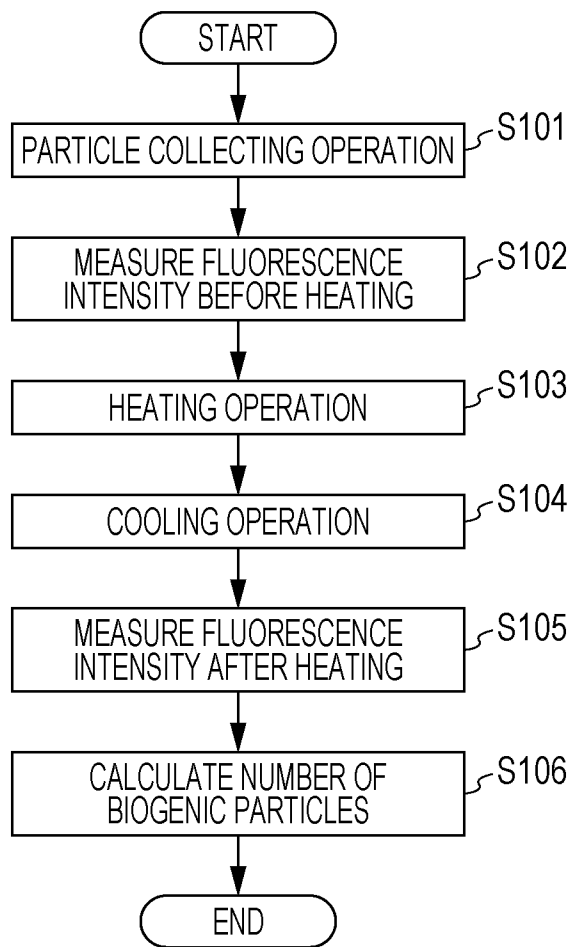 START
PARTICLE COLLECTING OPERATION
S101
MEASURE FLUORESCENCE
INTENSITY BEFORE HEATING
S102
HEATING OPERATION
S103
COOLING OPERATION
S104
MEASURE FLUORESCENCE
INTENSITY AFTER HEATING
S105
CALCULATE NUMBER OF
BIOGENIC PARTICLES
S106
END